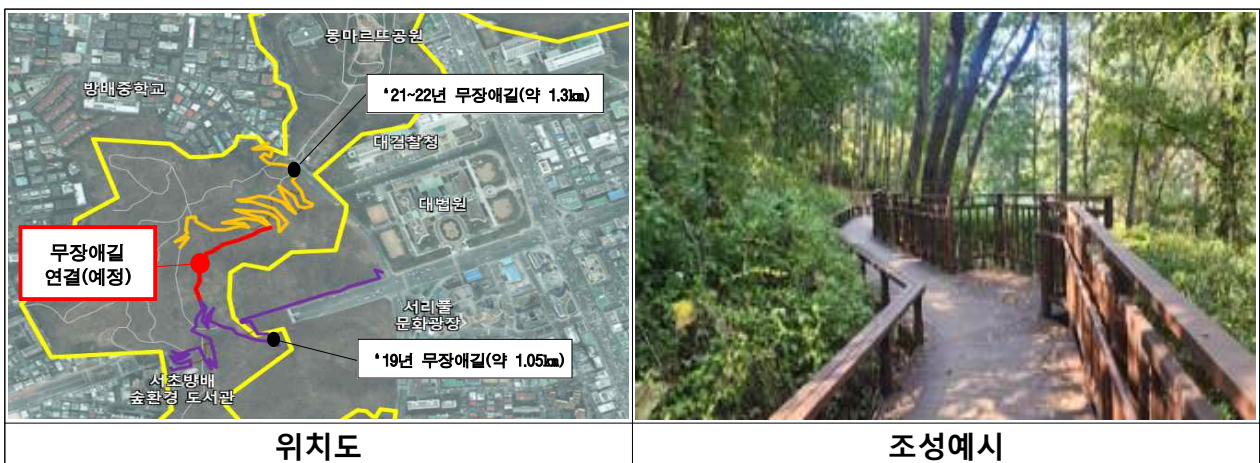 몽마르뜨공원
방배중학교
‘21~22년 무장애길(약 1.3㎞)
대검찰청
대법원
무장애길
연결(예정)
서리풀
문화광장
‘19년 무장애길(약 1.05㎞)
서초방배
숲환경 도서관
위치도
조성예시